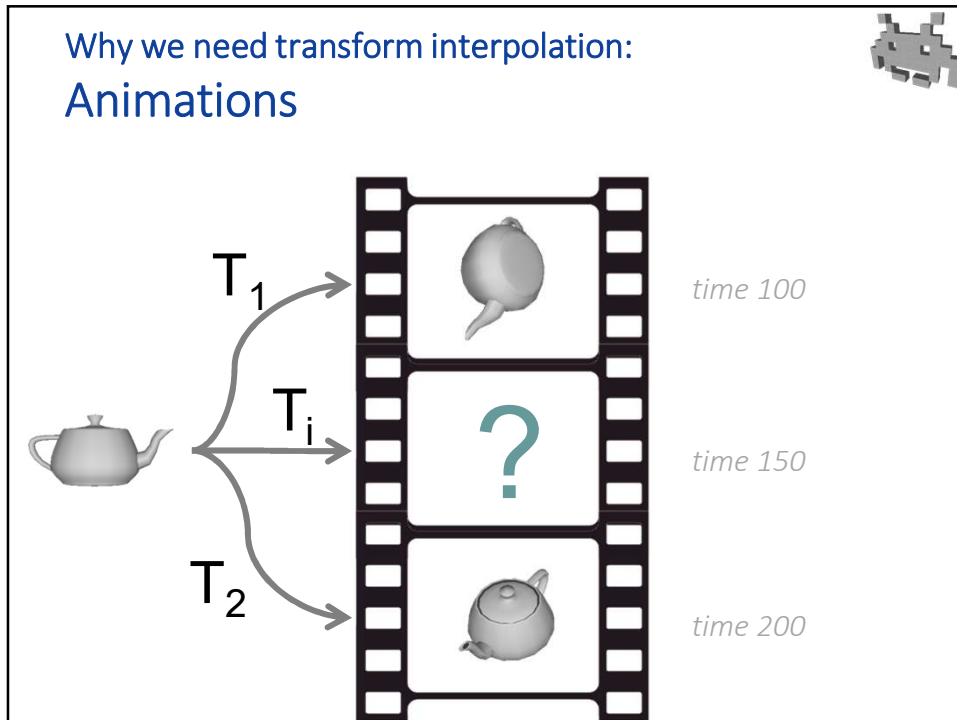 Why we need transform interpolation:
Animations
T1
time 100
Ti
?
time 150
T2
time 200